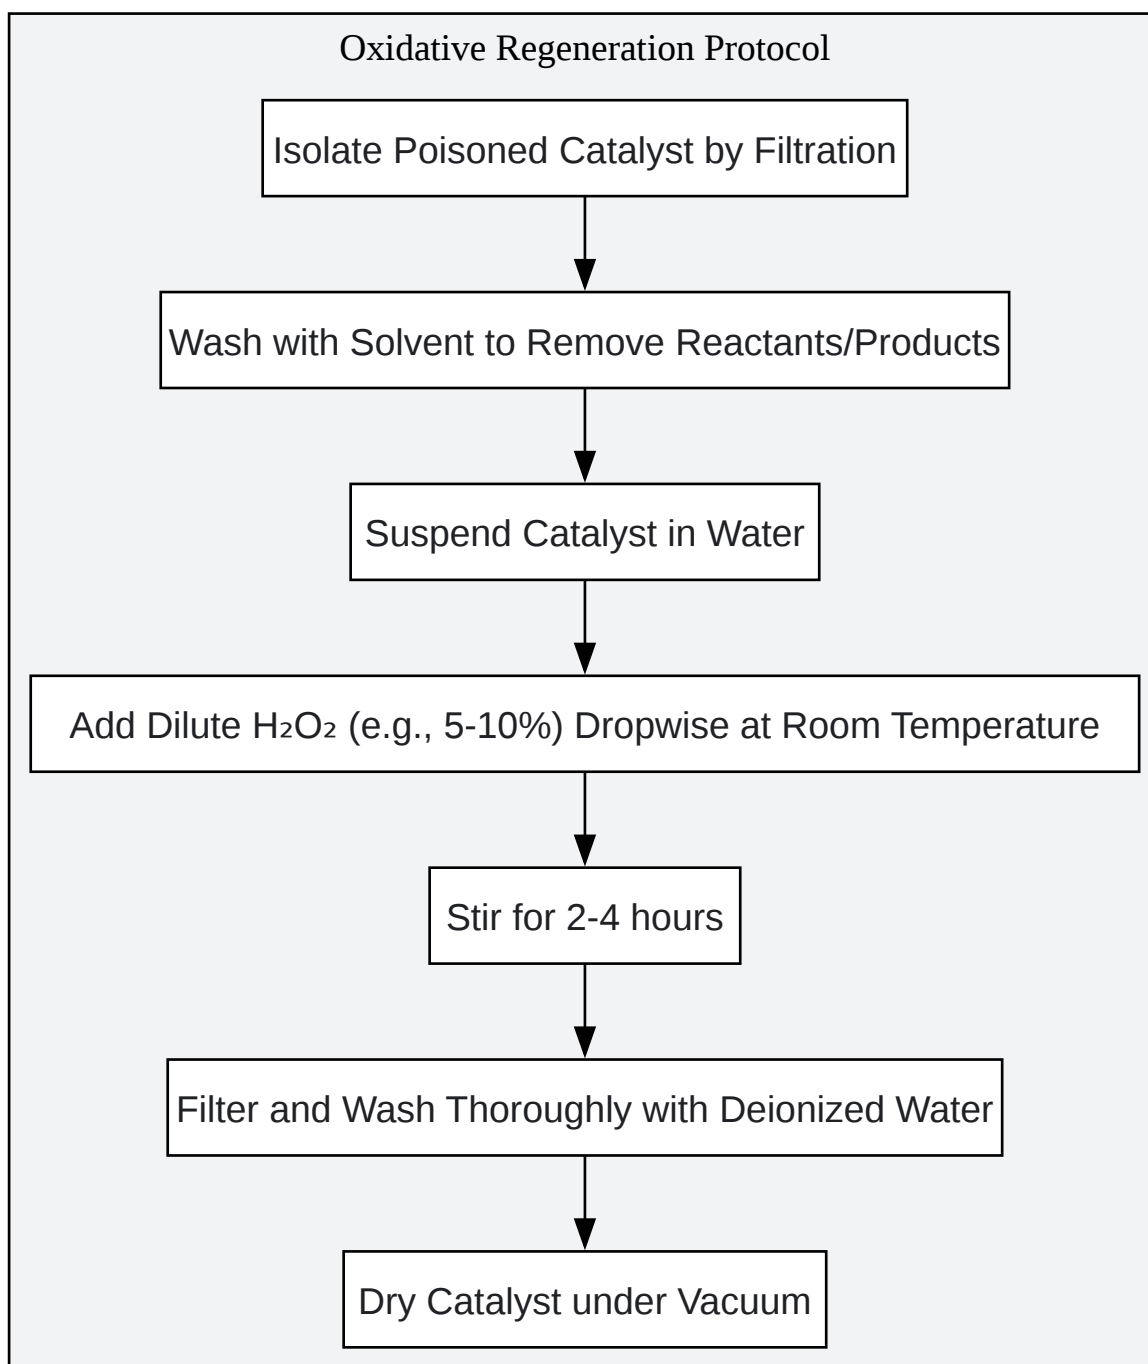 Oxidative Regeneration Protocol
Isolate Poisoned Catalyst by Filtration
Wash with Solvent to Remove Reactants/Products
Suspend Catalyst in Water
Add Dilute H₂O₂ (e.g., 5-10%) Dropwise at Room Temperature
Stir for 2-4 hours
Filter and Wash Thoroughly with Deionized Water
Dry Catalyst under Vacuum